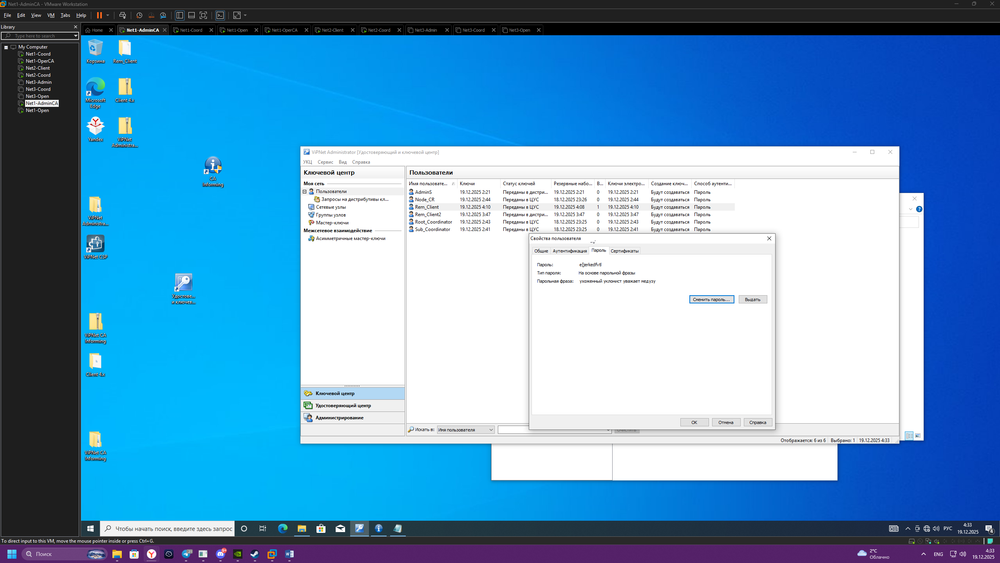 Net1-AdminCA - VMware Workstation
File Edit View VM Tabs Help
Library
Type here to search
My Computer
Net1-Coord
Net1-OperCA
Net2-Client
Net2-Coord
Net3-Admin
Net3-Coord
Net3-Open
Net1-AdminCA
Net1-Open
Home Net1-AdminCA Net1-Coord Net1-Open Net1-OperCA Net2-Client Net2-Coord Net3-Admin Net3-Coord Net3-Open
Корзина
Rem_Client
Microsoft Edge
Client 4.x
Yandex
ViPNet Administra...
CA Informing
ViPNet Administra...
ViPNet CSP
Удостове... и ключев...
ViPNet CA Informing
Client 4.x
ViPNet CA Informing
ViPNet Administrator [Удостоверяющий и ключевой центр]
УКЦ Сервис Вид Справка
Ключевой центр
Моя сеть
Пользователи
Запросы на дистрибутивы кл...
Сетевые узлы
Группы узлов
Мастер-ключи
Межсетевое взаимодействие
Асимметричные мастер-ключи
Ключевой центр
Удостоверяющий центр
Администрирование
Пользователи
Имя пользовате... Ключи Статус ключей Резервные набо... В... Ключи электро... Создание ключ... Способ аутенти...
AdminS 19.12.2025 2:21 Переданы в дистри... 19.12.2025 2:21 0 19.12.2025 2:21 Будут создаваться Пароль
Node_CR 19.12.2025 2:44 Переданы в ЦУС 18.12.2025 23:26 0 19.12.2025 2:44 Будут создаваться Пароль
Rem_Client 19.12.2025 4:10 Переданы в ЦУС 19.12.2025 4:08 1 19.12.2025 4:10 Будут создаваться Пароль
Rem_Client2 19.12.2025 3:47 Переданы в дистри... 19.12.2025 3:47 0 19.12.2025 3:47 Будут создаваться Пароль
Root_Coordinator 19.12.2025 2:43 Переданы в ЦУС 18.12.2025 23:25 0 19.12.2025 2:43 Будут создаваться Пароль
Sub_Coordinator 19.12.2025 2:41 Переданы в ЦУС 18.12.2025 23:25 0 19.12.2025 2:41 Будут создаваться Пароль
Свойства пользователя
Общие Аутентификация Пароль Сертификаты
Пароль: e[jerkedfvtl
Тип пароля: На основе парольной фразы
Парольная фраза: ухоженный уклонист уважает медузу
Сменить пароль... Выдать
OK Отмена Справка
Искать в: Имя пользователя Очистить
Отображается: 6 из 6 Выбрано: 1 19.12.2025 4:33
Чтобы начать поиск, введите здесь запрос
РУС
4:33
19.12.2025
4
To direct input to this VM, move the mouse pointer inside or press Ctrl+G.
Поиск
21
9+
2°C
Облачно
ENG
4:33
19.12.2025